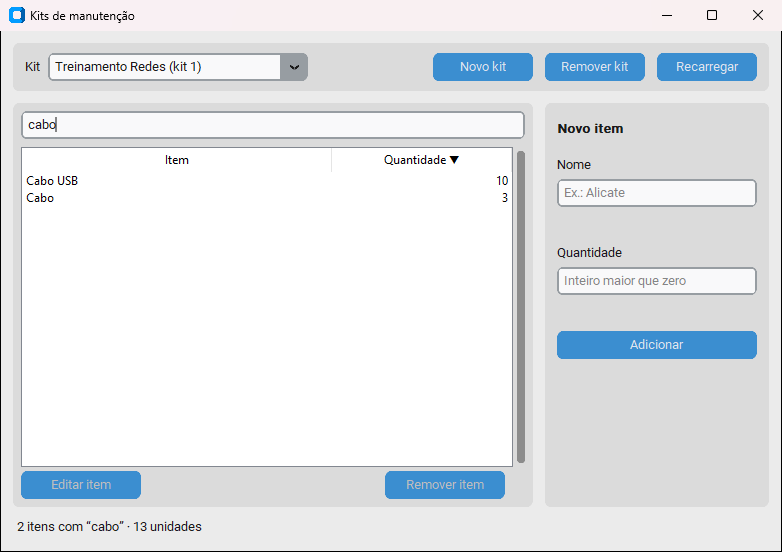 Kits de manutenção
Kit Treinamento Redes (kit 1) Novo kit Remover kit Recarregar
cabo
Item Quantidade ▼
Cabo USB 10
Cabo 3
Editar item Remover item
Novo item
Nome
Ex.: Alicate
Quantidade
Inteiro maior que zero
Adicionar
2 itens com “cabo” · 13 unidades